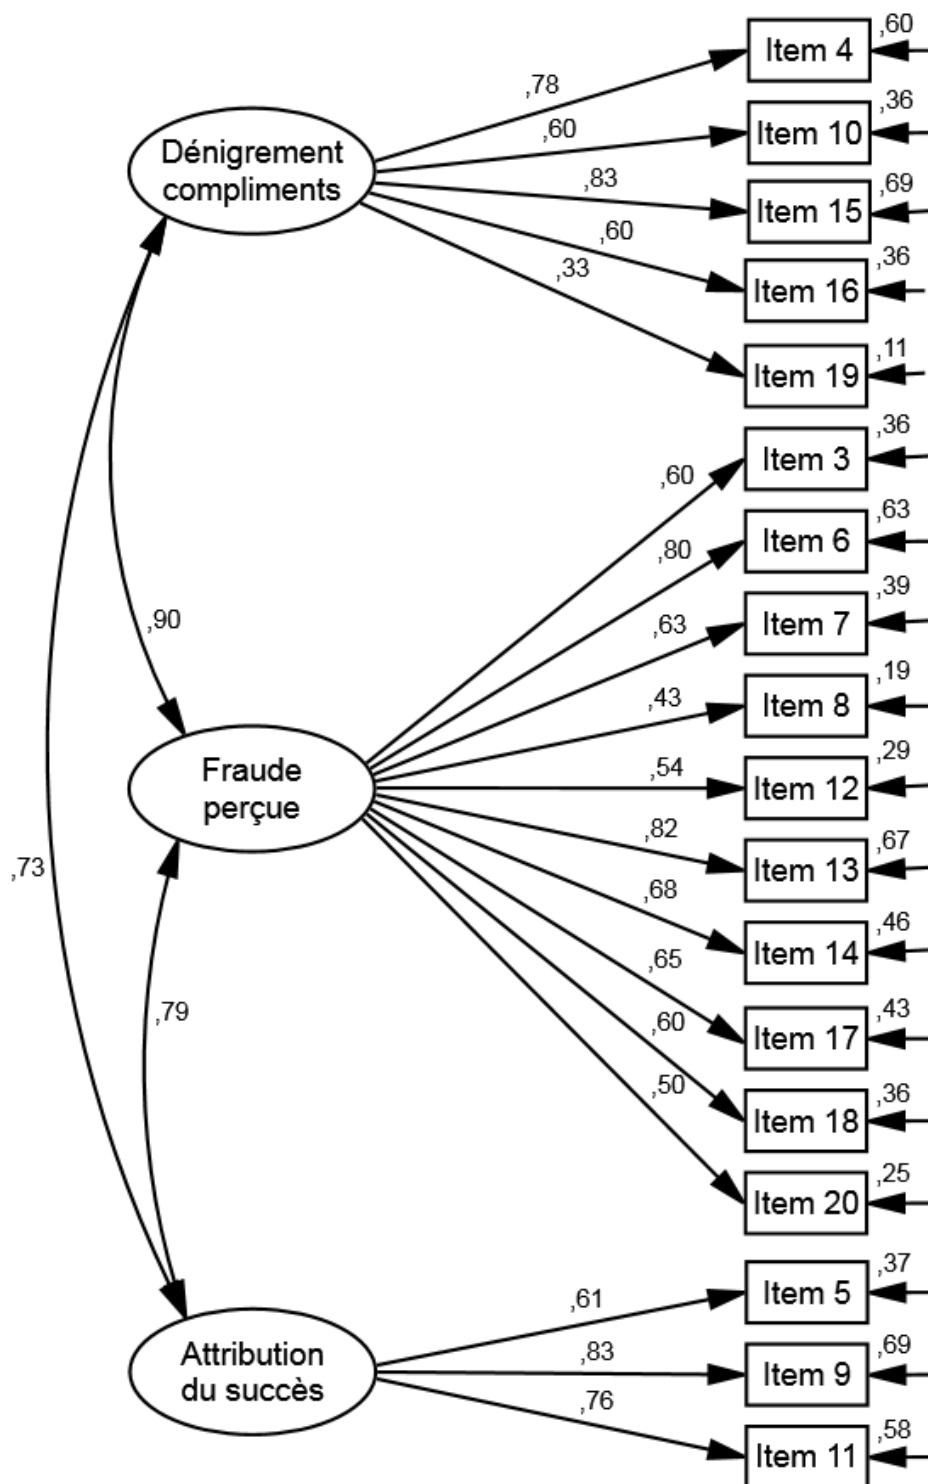 ,60
Item 4
,78
,36
Item 10
,60
Dénigrement
compliments
,69
Item 15
,83
,36
Item 16
,60
,11
Item 19
,33
,36
Item 3
,60
,63
Item 6
,80
,39
Item 7
,63
,90
,19
Item 8
,43
,29
Item 12
,54
Fraude
perçue
,67
Item 13
,82
,73
,46
Item 14
,68
,43
Item 17
,65
,79
,36
Item 18
,60
,25
Item 20
,50
,37
Item 5
,61
,69
Item 9
,83
Attribution
du succès
,58
Item 11
,76